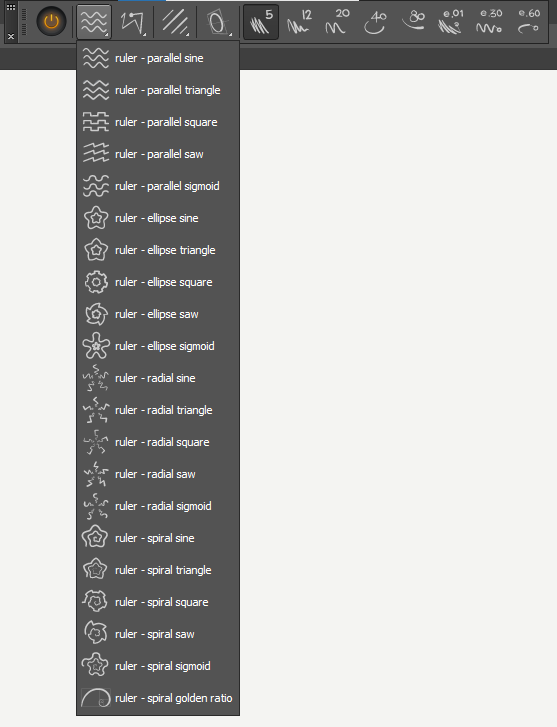 5 12 20 40 80 e.01 e.30 e.60
ruler - parallel sine
ruler - parallel triangle
ruler - parallel square
ruler - parallel saw
ruler - parallel sigmoid
ruler - ellipse sine
ruler - ellipse triangle
ruler - ellipse square
ruler - ellipse saw
ruler - ellipse sigmoid
ruler - radial sine
ruler - radial triangle
ruler - radial square
ruler - radial saw
ruler - radial sigmoid
ruler - spiral sine
ruler - spiral triangle
ruler - spiral square
ruler - spiral saw
ruler - spiral sigmoid
ruler - spiral golden ratio